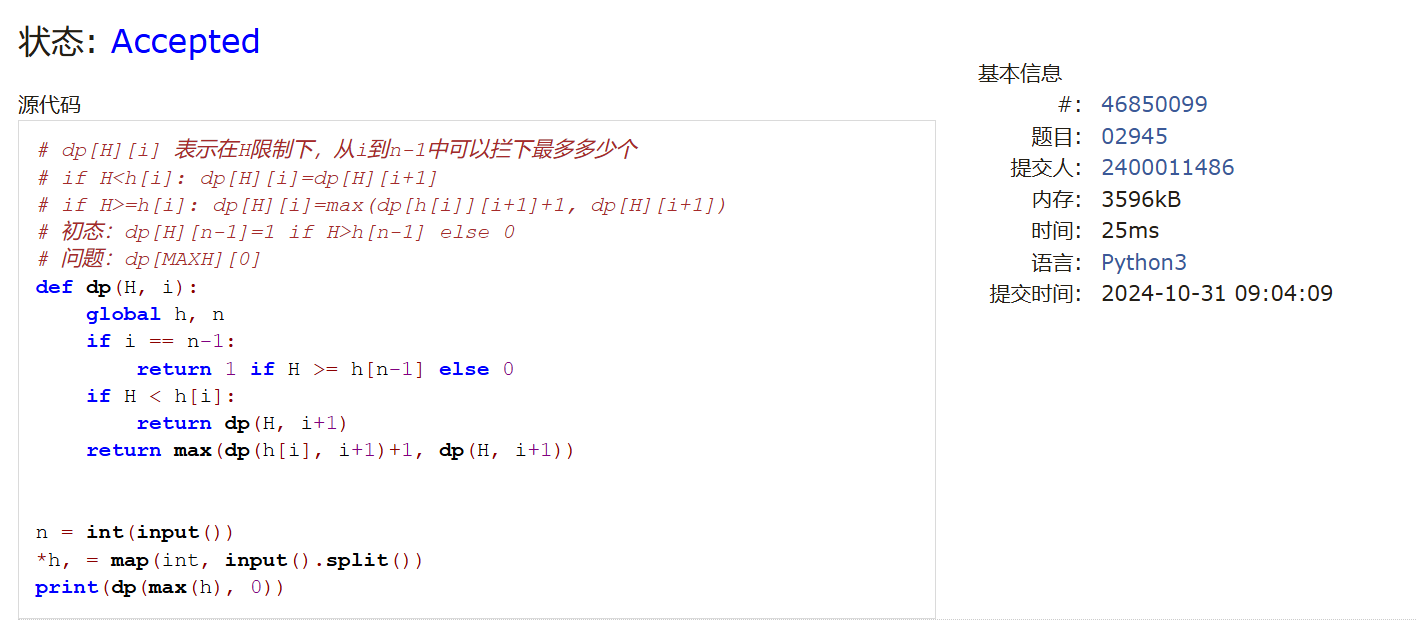 状态: Accepted
源代码
# dp[H][i] 表示在H限制下，从i到n-1中可以拦下最多多少个
# if H<h[i]: dp[H][i]=dp[H][i+1]
# if H>=h[i]: dp[H][i]=max(dp[h[i]][i+1]+1, dp[H][i+1])
# 初态：dp[H][n-1]=1 if H>h[n-1] else 0
# 问题：dp[MAXH][0]
def dp(H, i):
    global h, n
    if i == n-1:
        return 1 if H >= h[n-1] else 0
    if H < h[i]:
        return dp(H, i+1)
    return max(dp(h[i], i+1)+1, dp(H, i+1))
n = int(input())
*h, = map(int, input().split())
print(dp(max(h), 0))
基本信息
#: 46850099
题目: 02945
提交人: 2400011486
内存: 3596kB
时间: 25ms
语言: Python3
提交时间: 2024-10-31 09:04:09